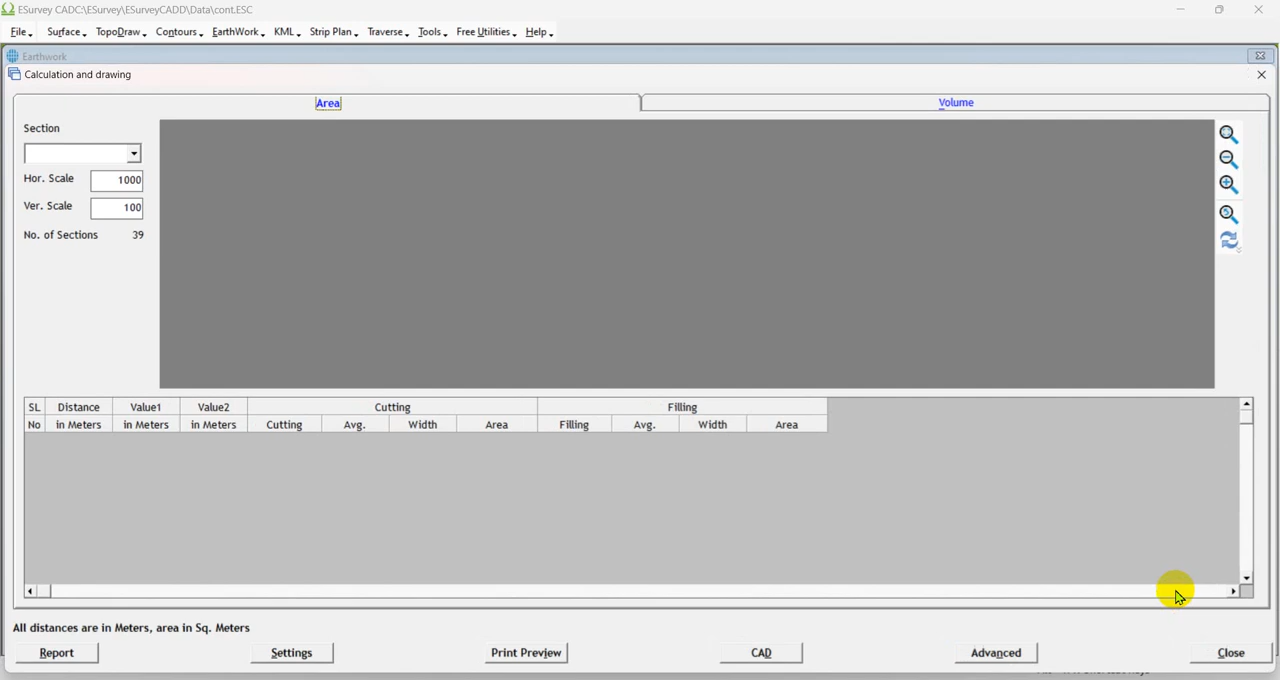 ESurvey CADC:\ESurvey\ESurveyCADD\Data\cont.ESC
File Surface TopoDraw Contours EarthWork KML Strip Plan Traverse Tools Free Utilities Help
Earthwork
Calculation and drawing
Area Volume
Section
Hor. Scale 1000
Ver. Scale 100
No. of Sections 39
SL Distance Value1 Value2 Cutting Filling
No in Meters in Meters in Meters Cutting Avg. Width Area Filling Avg. Width Area
All distances are in Meters, area in Sq. Meters
Report Settings Print Preview CAD Advanced Close